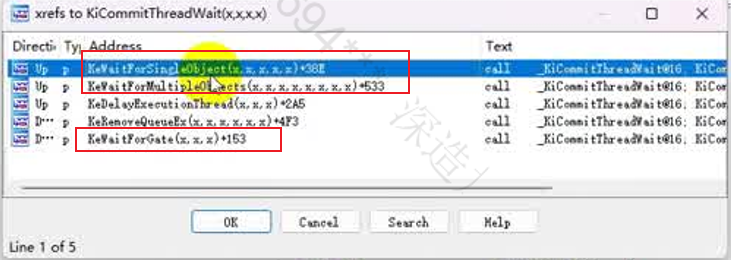 xrefs to KiCommitThreadWait(x,x,x,x)
Directi Ty Address Text
Up p KeWaitForSingleObject(x,x,x,x,x)+38E call _KiCommitThreadWait@16; KiCom
Up p KeWaitForMultipleObjects(x,x,x,x,x,x,x,x)+533 call _KiCommitThreadWait@16; KiCom
Up p KeDelayExecutionThread(x,x,x)+2A5 call _KiCommitThreadWait@16; KiCom
D… p KeRemoveQueueEx(x,x,x,x,x,x)+4F3 call _KiCommitThreadWait@16; KiCom
D… p KeWaitForGate(x,x,x)+153 call _KiCommitThreadWait@16; KiCom
OK Cancel Search Help
Line 1 of 5